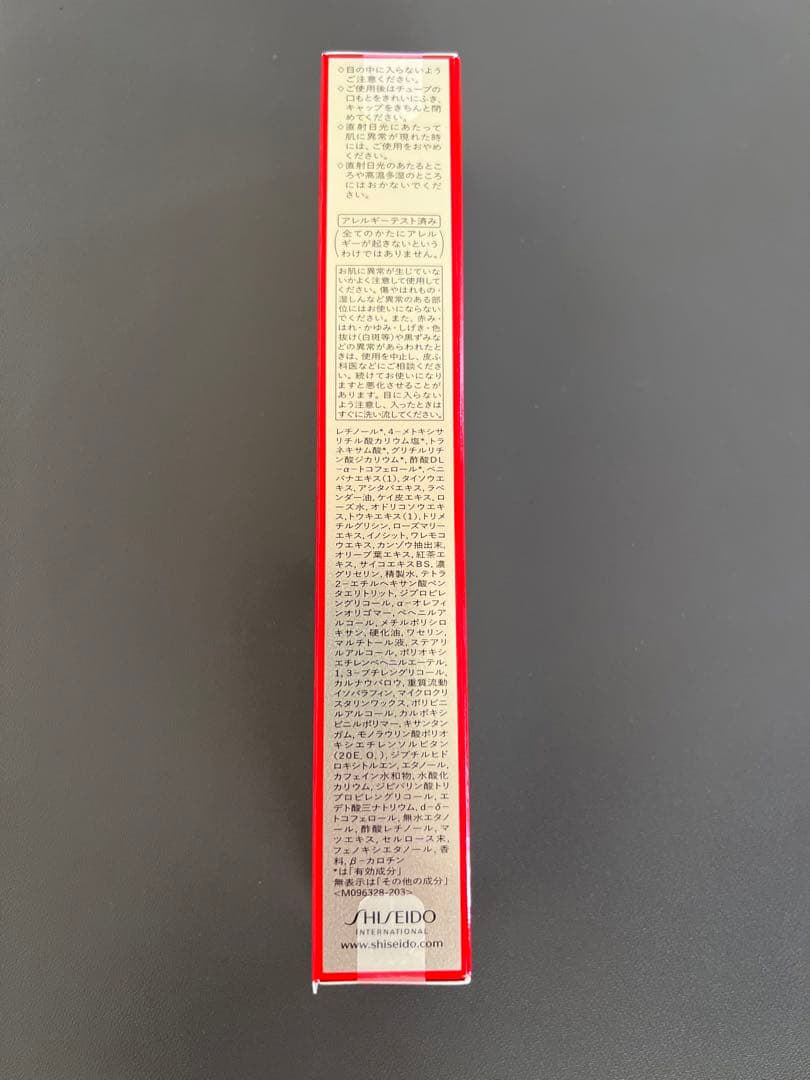 ◇目の中に入らないよう
ご注意ください。
◇ご使用後はチューブの
口もとをきれいにふき、
キャップをきちんと閉
めてください。
◇直射日光にあたって
肌に異常が現れた時
には、ご使用をおやめ
ください。
◇直射日光のあたるとこ
ろや高温多湿のところ
にはおかないでくだ
さい。
アレルギーテスト済み
全てのかたにアレル
ギーが起きないという
わけではありません。
お肌に異常が生じていな
いかよく注意して使用して
ください。傷やはれもの・
湿しんなど異常のある部
位にはお使いにならない
でください。また、赤み・
はれ・かゆみ・しげき・色
抜け(白斑等)や黒ずみな
どの異常があらわれたと
きは、使用を中止し、皮ふ
科医などにご相談くださ
い。続けてお使いになり
ますと悪化させることが
あります。目に入らない
よう注意し、入ったときは
すぐに洗い流してください。
レチノール*, 4−メトキシサ
リチル酸カリウム塩*, トラ
ネキサム酸*, グリチルリチ
ン酸ジカリウム*, 酢酸DL
−α−トコフェロール*, ベニ
バナエキス(1), タイソウエ
キス, アシタバエキス, ラベ
ンダー油, ケイ皮エキス, ロ
ーズ水, オドリコソウエキ
ス, トウキエキス(1), トリメ
チルグリシン, ローズマリー
エキス, イノシット, ワレモコ
ウエキス, カンゾウ抽出末,
オリーブ葉エキス, 紅茶エ
キス, サイコエキスBS, 濃
グリセリン, 精製水, テトラ
2−エチルヘキサン酸ペン
タエリトリット, ジプロピレ
ングリコール, α−オレフィ
ンオリゴマー, ベヘニルア
ルコール, メチルポリシロ
キサン, 硬化油, ワセリン,
マルチトール液, ステアリ
ルアルコール, ポリオキシ
エチレンベヘニルエーテル,
1, 3−ブチレングリコール,
カルナウバロウ, 重質流動
イソパラフィン, マイクロクリ
スタリンワックス, ポリビニ
ルアルコール, カルボキシ
ビニルポリマー, キサンタン
ガム, モノラウリン酸ポリオ
キシエチレンソルビタン
(20E. O. ), ジブチルヒド
ロキシトルエン, エタノール,
カフェイン水和物, 水酸化
カリウム, ジピバリン酸トリ
プロピレングリコール, エ
デト酸三ナトリウム, d−δ−
トコフェロール, 無水エタノ
ール, 酢酸レチノール, マ
ツエキス, セルロース末,
フェノキシエタノール, 香
料, β−カロチン
*は「有効成分」
無表示は「その他の成分」
<M096328-203>
SHISEIDO
INTERNATIONAL
www.shiseido.com